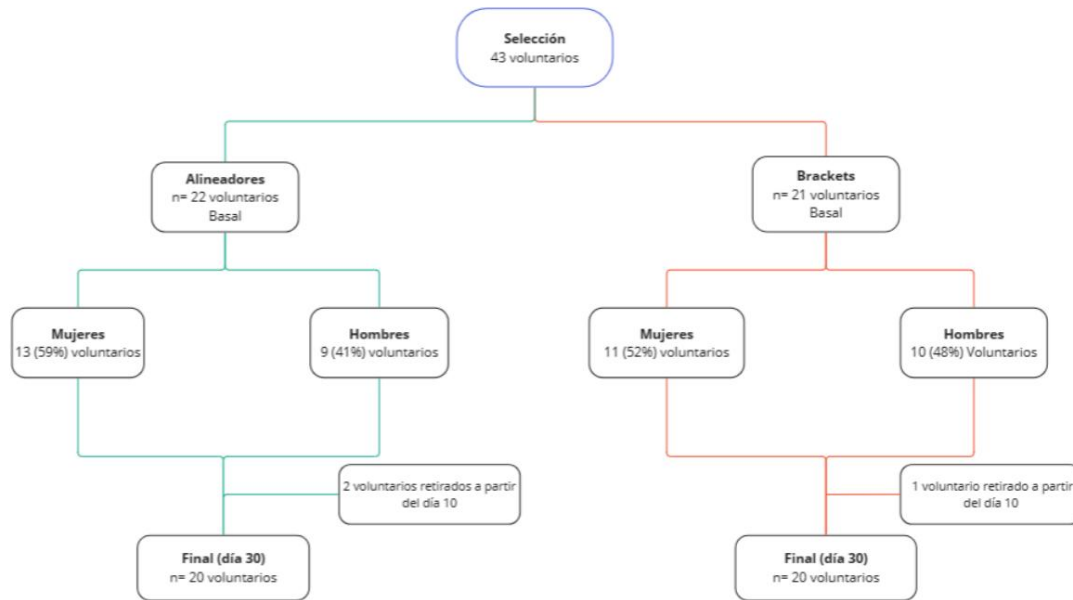 Selección
43 voluntarios
Alineadores
n= 22 voluntarios
Basal
Brackets
n= 21 voluntarios
Basal
Mujeres
13 (59%) voluntarios
Hombres
9 (41%) voluntarios
Mujeres
11 (52%) voluntarios
Hombres
10 (48%) Voluntarios
2 voluntarios retirados a partir
del día 10
1 voluntario retirado a partir
del día 10
Final (día 30)
n= 20 voluntarios
Final (día 30)
n= 20 voluntarios